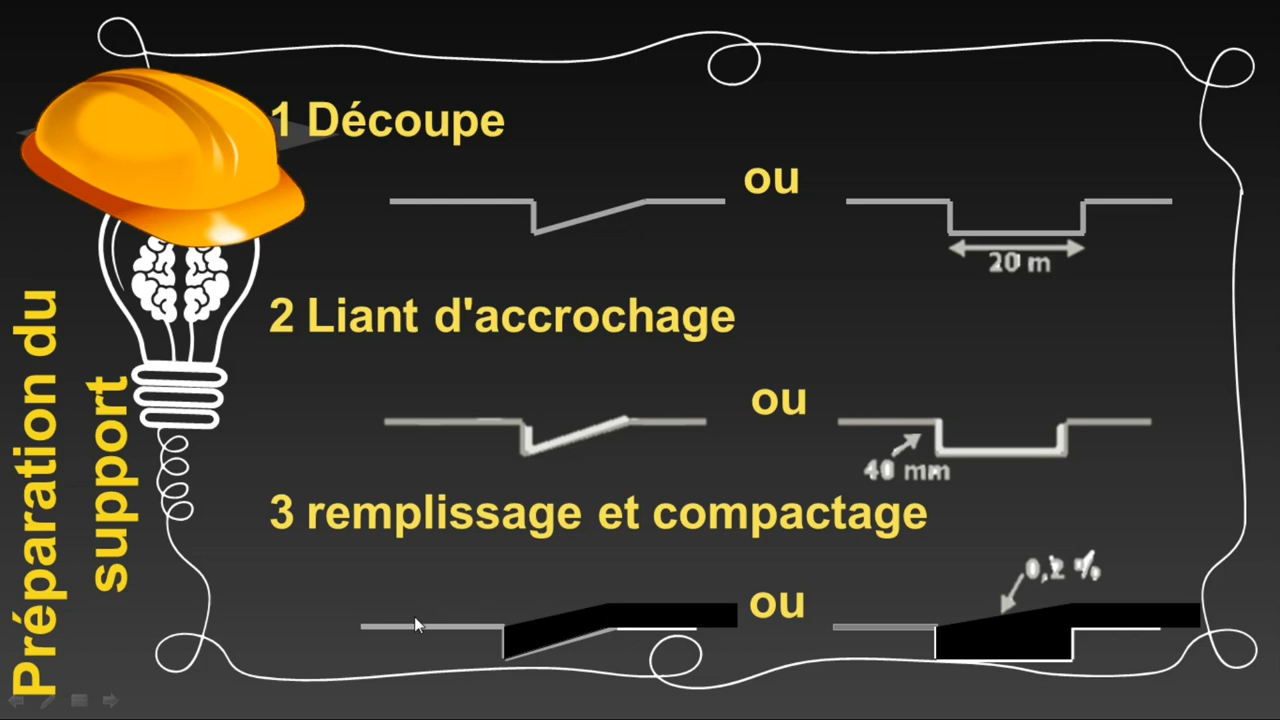 Préparation du
support
1 Découpe
ou
20 m
2 Liant d'accrochage
ou
40 mm
3 remplissage et compactage
0,2 %
ou